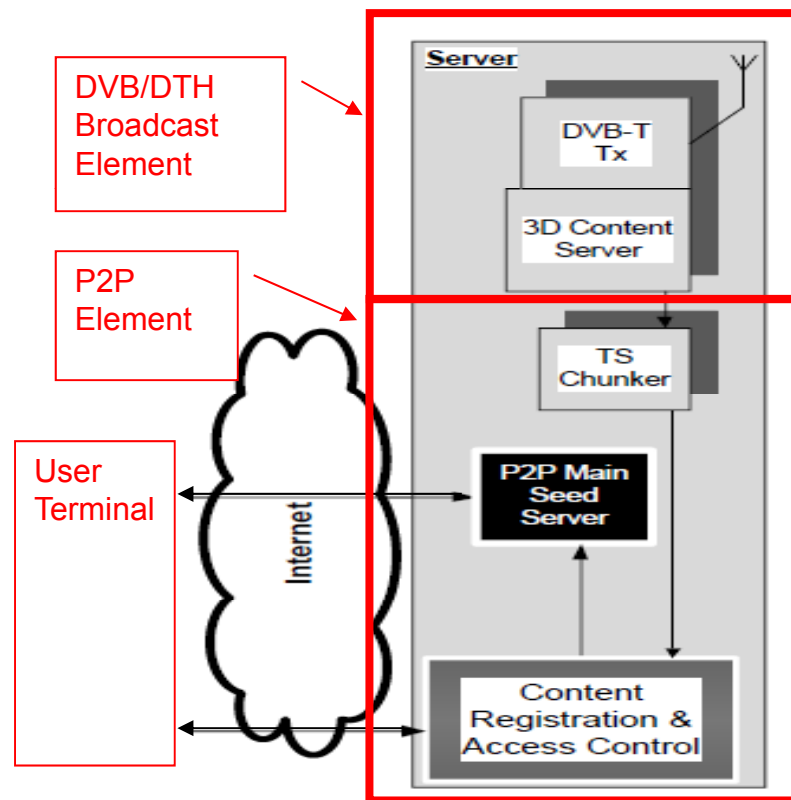 Server
DVB/DTH
Broadcast
Element
DVB-T
Tx
3D Content
Server
P2P
Element
TS
Chunker
User
Terminal
P2P Main
Seed
Server
Internet
Content
Registration &
Access Control